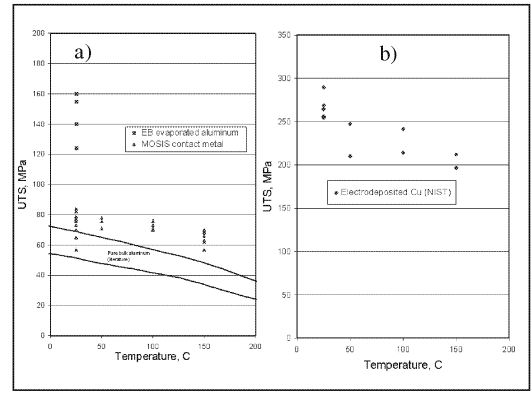 a)
200
180
160
140
120
100
80
60
40
20
0
UTS, MPa
EB evaporated aluminum
MOSIS contact metal
Pure bulk aluminum
(literature)
0 50 100 150 200
Temperature, C
b)
350
300
250
200
150
100
50
0
UTS, MPa
Electrodeposited Cu (NIST)
0 50 100 150 200
Temperature, C